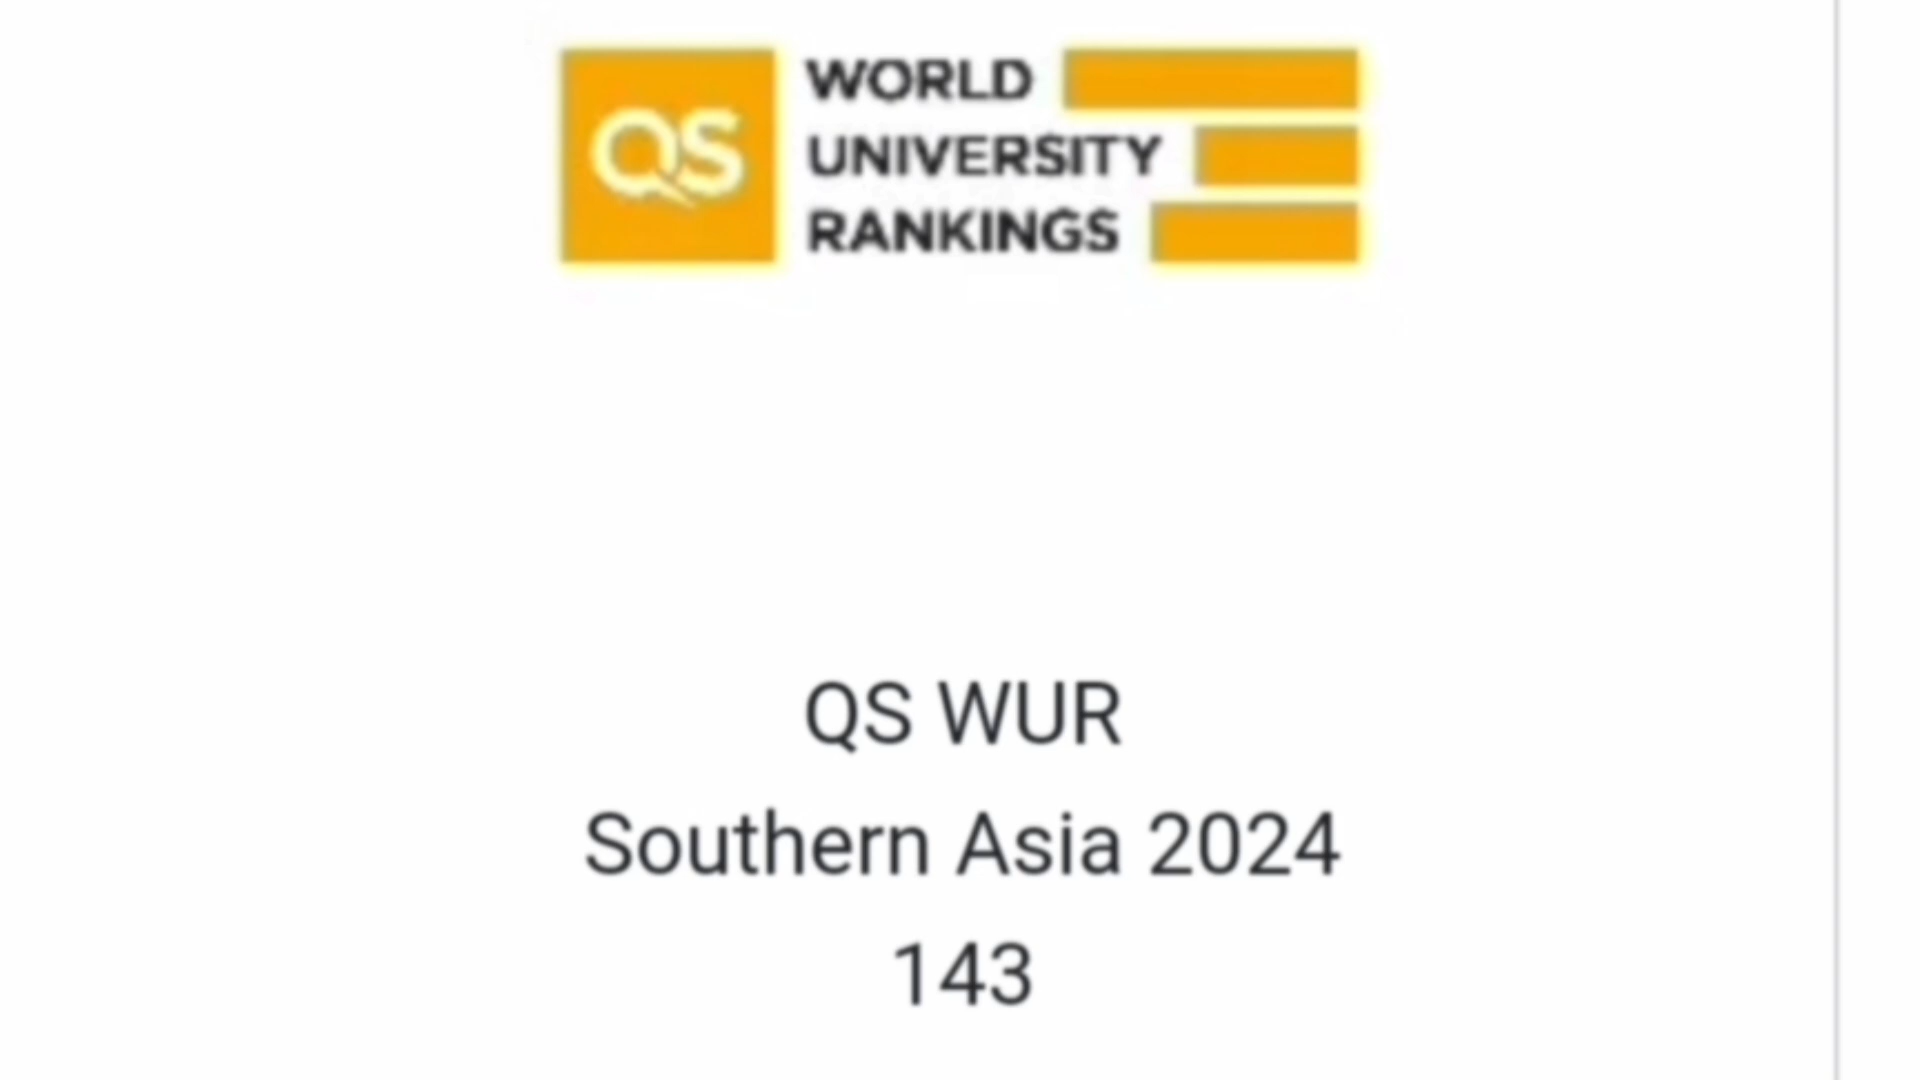 QS
WORLD
UNIVERSITY
RANKINGS
QS WUR
Southern Asia 2024
143